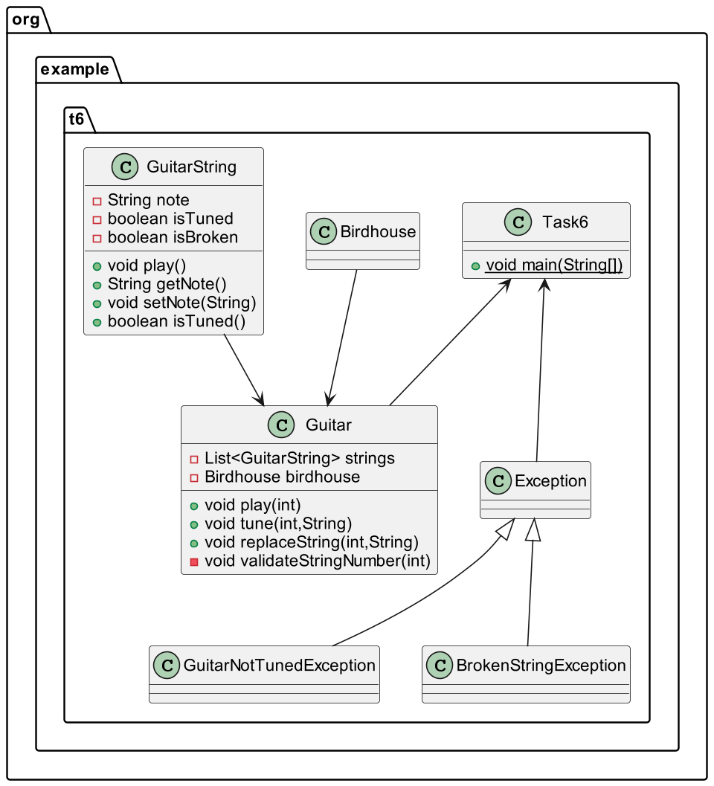 org
example
t6
C GuitarString
String note
boolean isTuned
boolean isBroken
void play()
String getNote()
void setNote(String)
boolean isTuned()
C Birdhouse
C Task6
void main(String[])
C Guitar
List<GuitarString> strings
Birdhouse birdhouse
void play(int)
void tune(int,String)
void replaceString(int,String)
void validateStringNumber(int)
C Exception
C GuitarNotTunedException
C BrokenStringException